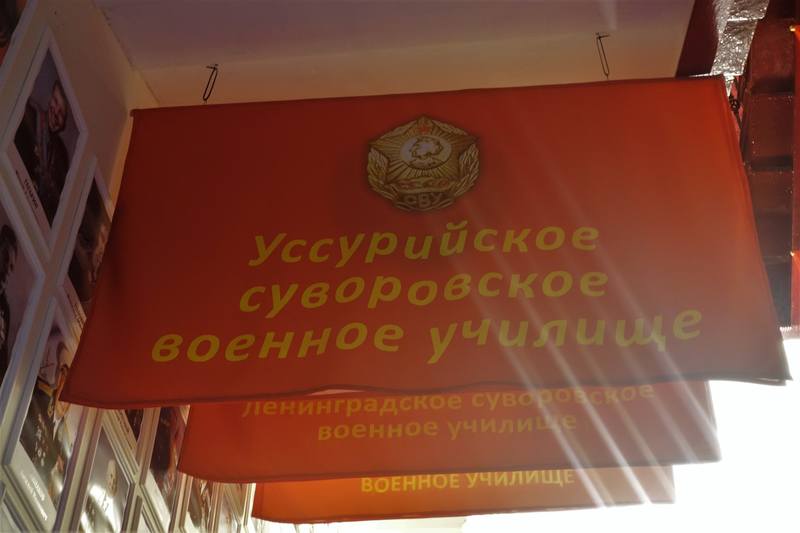 СВУ
Уссурийское
суворовское
военное училище
Ленинградское суворовское
военное училище
ВОЕННОЕ УЧИЛИЩЕ